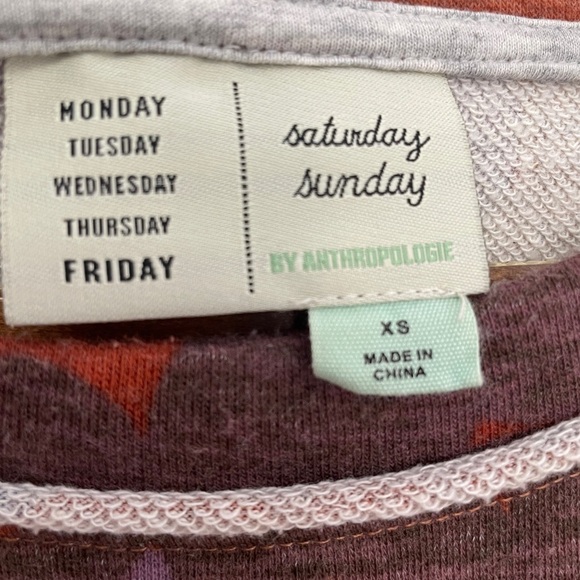 MONDAY
TUESDAY
WEDNESDAY
THURSDAY
FRIDAY
saturday
sunday
BY ANTHROPOLOGIE
XS
MADE IN
CHINA